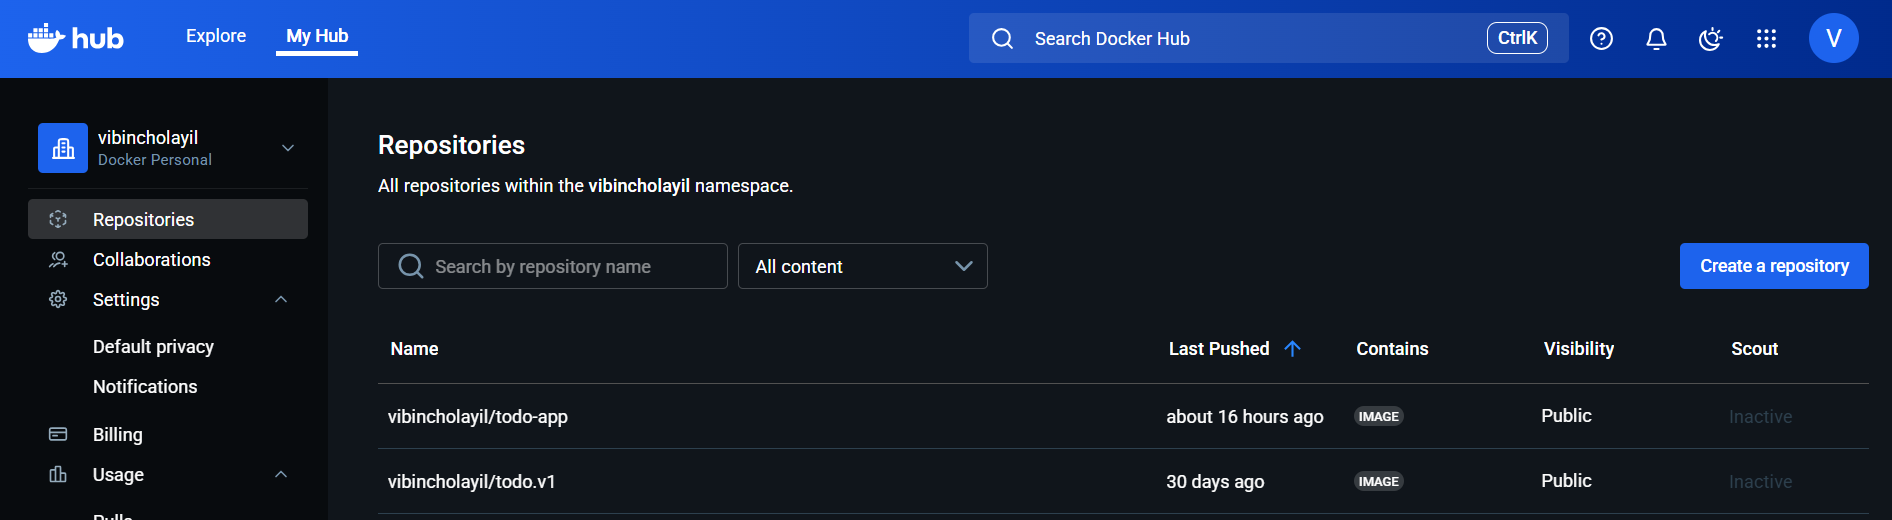 hub Explore My Hub Search Docker Hub CtrlK V
vibincholayil
Docker Personal
Repositories
Collaborations
Settings
Default privacy
Notifications
Billing
Usage
Pulls
Repositories
All repositories within the vibincholayil namespace.
Search by repository name All content Create a repository
Name Last Pushed Contains Visibility Scout
vibincholayil/todo-app about 16 hours ago IMAGE Public Inactive
vibincholayil/todo.v1 30 days ago IMAGE Public Inactive